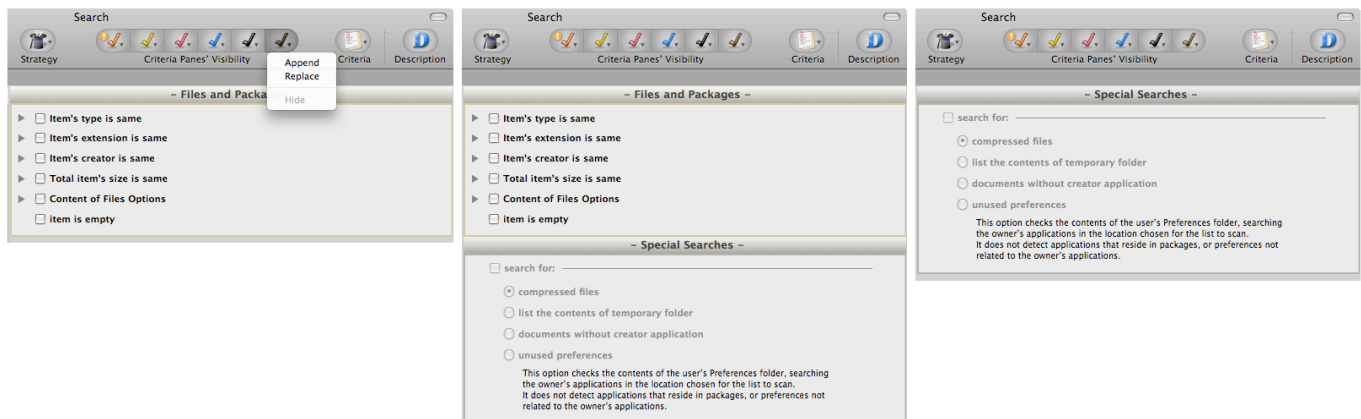 Search
Strategy
Criteria Panes' Visibility
Criteria
Description
Append
Replace
Hide
– Files and Packa
Item's type is same
Item's extension is same
Item's creator is same
Total item's size is same
Content of Files Options
item is empty
Search
Strategy
Criteria Panes' Visibility
Criteria
Description
– Files and Packages –
Item's type is same
Item's extension is same
Item's creator is same
Total item's size is same
Content of Files Options
item is empty
– Special Searches –
search for:
compressed files
list the contents of temporary folder
documents without creator application
unused preferences
This option checks the contents of the user's Preferences folder, searching
the owner's applications in the location chosen for the list to scan.
It does not detect applications that reside in packages, or preferences not
related to the owner's applications.
Search
Strategy
Criteria Panes' Visibility
Criteria
Description
– Special Searches –
search for:
compressed files
list the contents of temporary folder
documents without creator application
unused preferences
This option checks the contents of the user's Preferences folder, searching
the owner's applications in the location chosen for the list to scan.
It does not detect applications that reside in packages, or preferences not
related to the owner's applications.